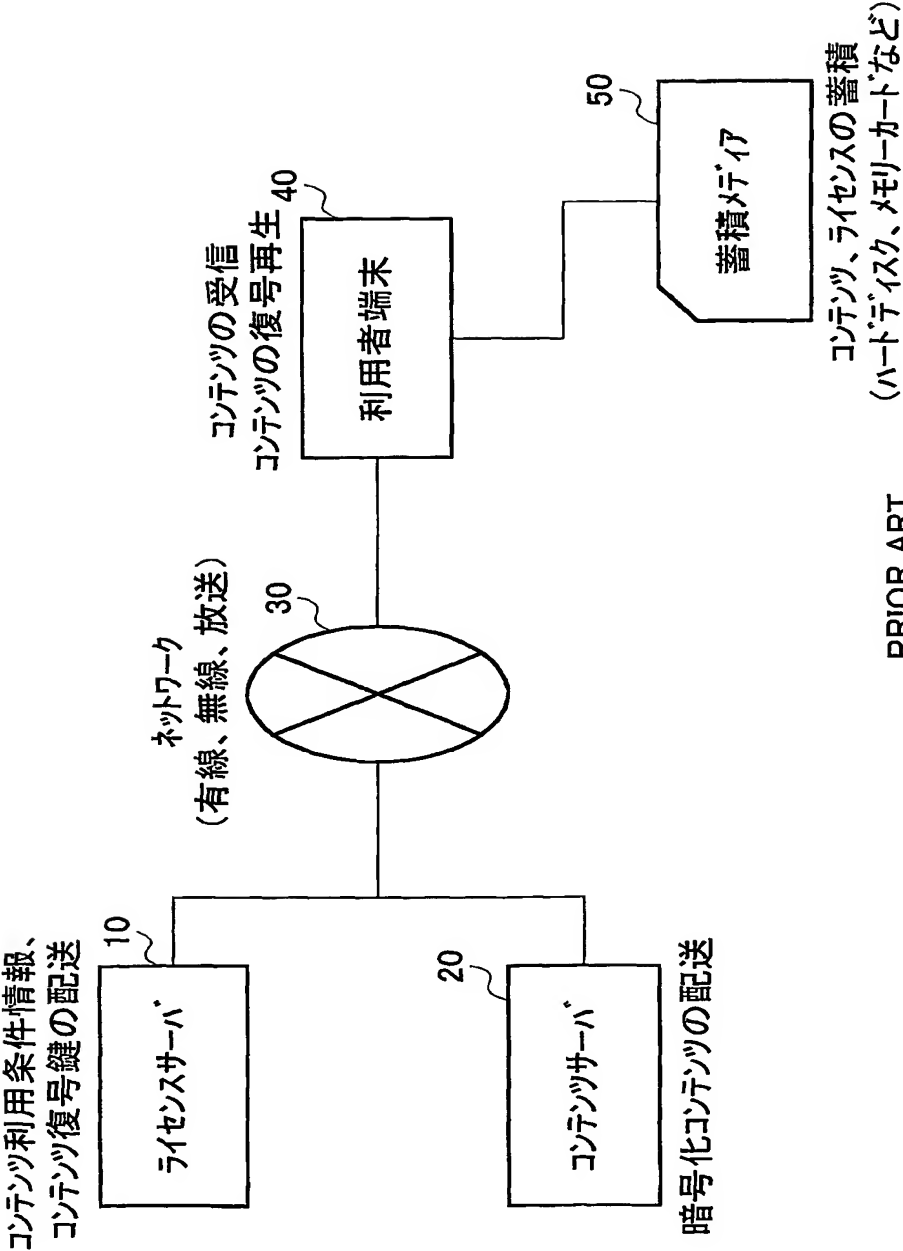 コンテンツ利用条件情報、
コンテンツ復号鍵の配送
10
ライセンスサーバ
20
コンテンツサーバ
暗号化コンテンツの配送
ネットワーク
(有線、無線、放送)
30
コンテンツの受信
コンテンツの復号再生
40
利用者端末
50
蓄積メディア
コンテンツ、ライセンスの蓄積
(ハードディスク、メモリーカードなど)
PRIOR ART